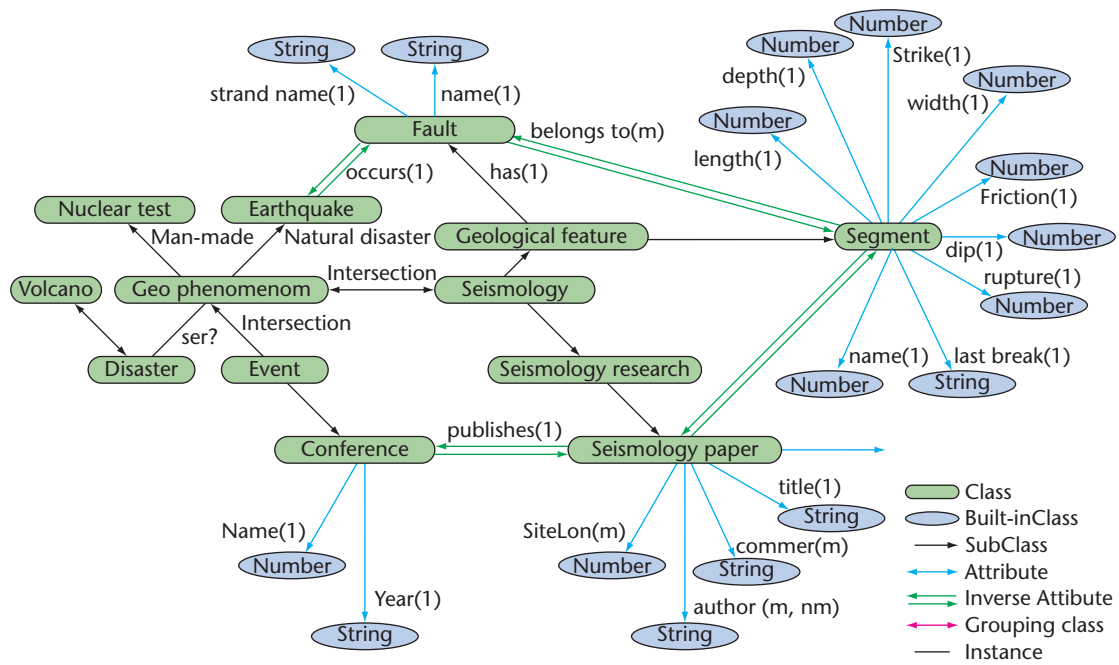 String
String
Number
Number
Strike(1)
depth(1)
Number
width(1)
strand name(1)
name(1)
Number
Fault
belongs to(m)
length(1)
occurs(1)
has(1)
Number
Friction(1)
Nuclear test
Earthquake
Man-made
Natural disaster
Geological feature
Segment
Number
dip(1)
Intersection
rupture(1)
Volcano
Geo phenomenom
Seismology
Number
ser?
Intersection
name(1)
last break(1)
Disaster
Event
Seismology research
Number
String
publishes(1)
Conference
Seismology paper
title(1)
Class
Name(1)
SiteLon(m)
String
Built-inClass
commer(m)
SubClass
Number
Number
String
Attribute
Year(1)
author (m, nm)
Inverse Attibute
String
String
Grouping class
Instance